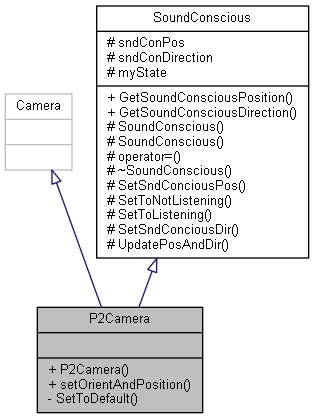 SoundConscious
# sndConPos
# sndConDirection
# myState
+ GetSoundConsciousPosition()
+ GetSoundConsciousDirection()
# SoundConscious()
# SoundConscious()
# operator=()
# ~SoundConscious()
# SetSndConciousPos()
# SetToNotListening()
# SetToListening()
# SetSndConciousDir()
# UpdatePosAndDir()
Camera
P2Camera
+ P2Camera()
+ setOrientAndPosition()
- SetToDefault()